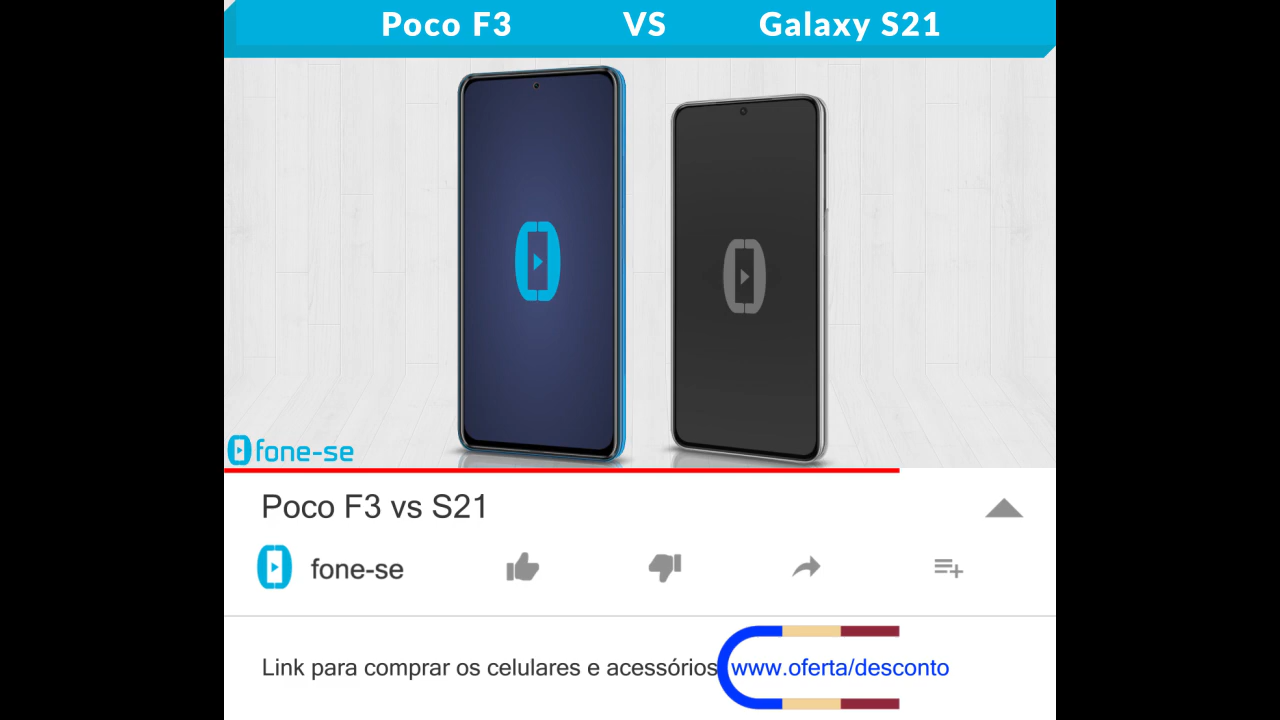 Poco F3 VS Galaxy S21
fone-se
Poco F3 vs S21
fone-se
Link para comprar os celulares e acessórios www.oferta/desconto